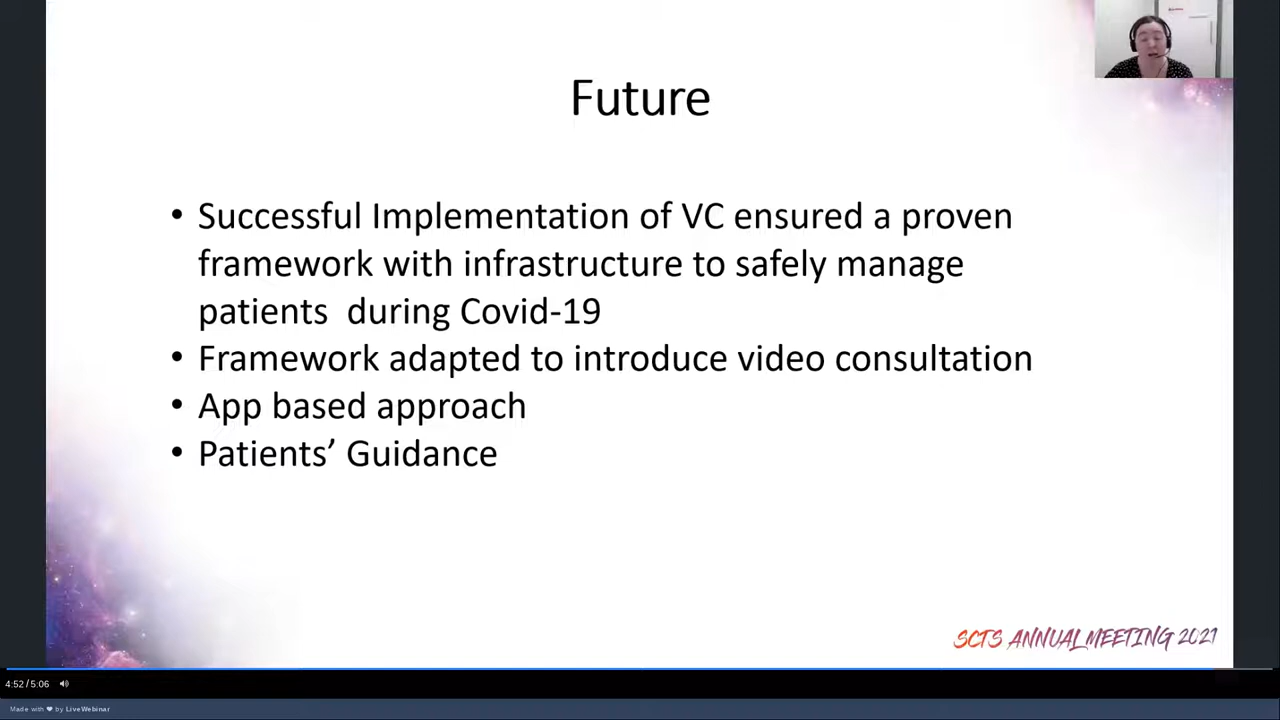 Future
• Successful Implementation of VC ensured a proven
framework with infrastructure to safely manage
patients  during Covid-19
• Framework adapted to introduce video consultation
• App based approach
• Patients’ Guidance
SCTS ANNUAL MEETING 2021
4:52 / 5:06
Made with ❤ by LiveWebinar